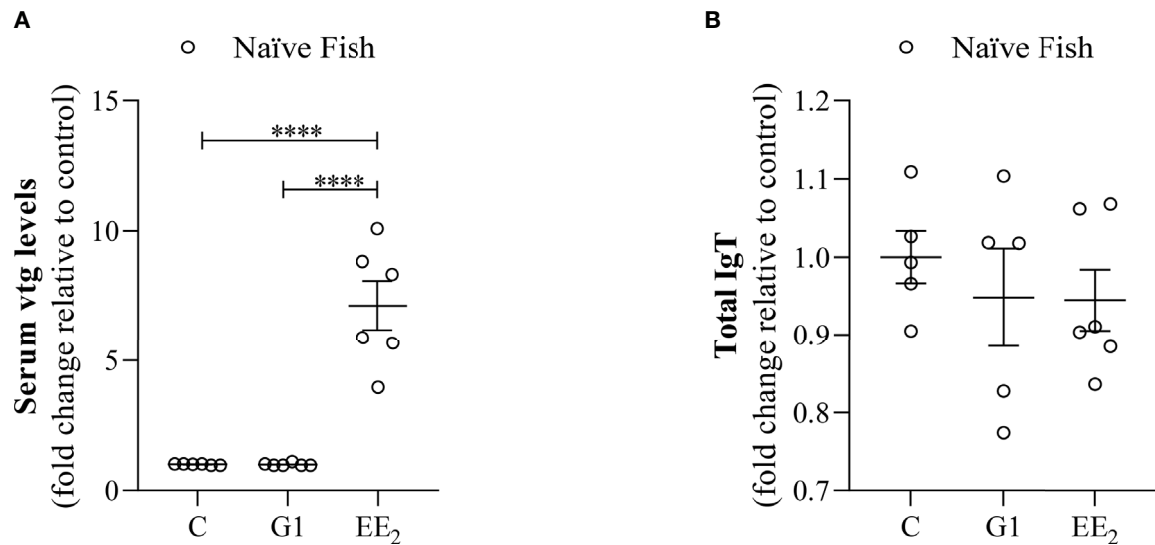 A
Naïve Fish
Serum vtg levels
(fold change relative to control)
15
10
5
0
****
****
C G1 EE₂
B
Naïve Fish
Total IgT
(fold change relative to control)
1.2
1.1
1.0
0.9
0.8
0.7
C G1 EE₂